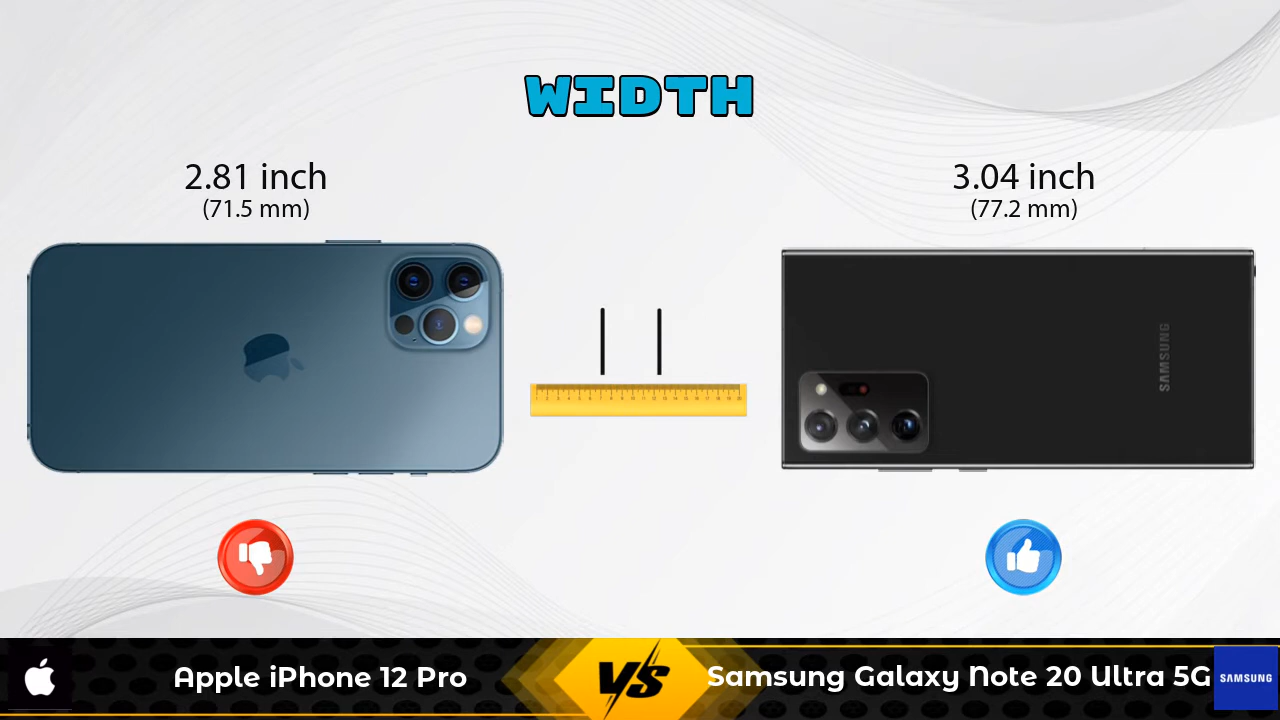 WIDTH
2.81 inch
(71.5 mm)
3.04 inch
(77.2 mm)
SAMSUNG
Apple iPhone 12 Pro
VS
Samsung Galaxy Note 20 Ultra 5G
SAMSUNG